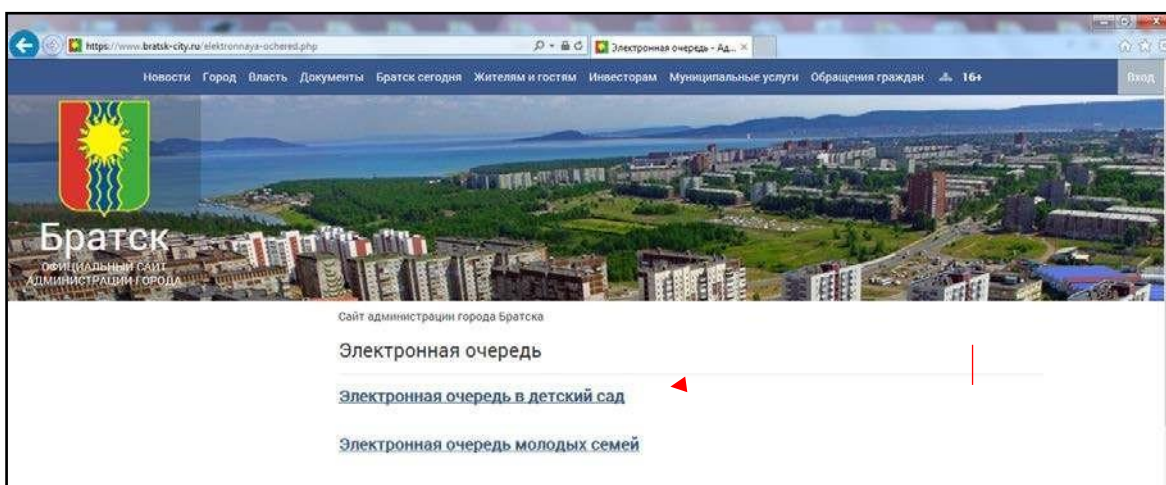 https://www.bratsk-city.ru/elektronnaya-ochered.php
Электронная очередь - Ад...
Новости Город Власть Документы Братск сегодня Жителям и гостям Инвесторам Муниципальные услуги Обращения граждан 16+ Вход
Братск
ОФИЦИАЛЬНЫЙ САЙТ
АДМИНИСТРАЦИИ ГОРОДА
Сайт администрации города Братска
Электронная очередь
Электронная очередь в детский сад
Электронная очередь молодых семей